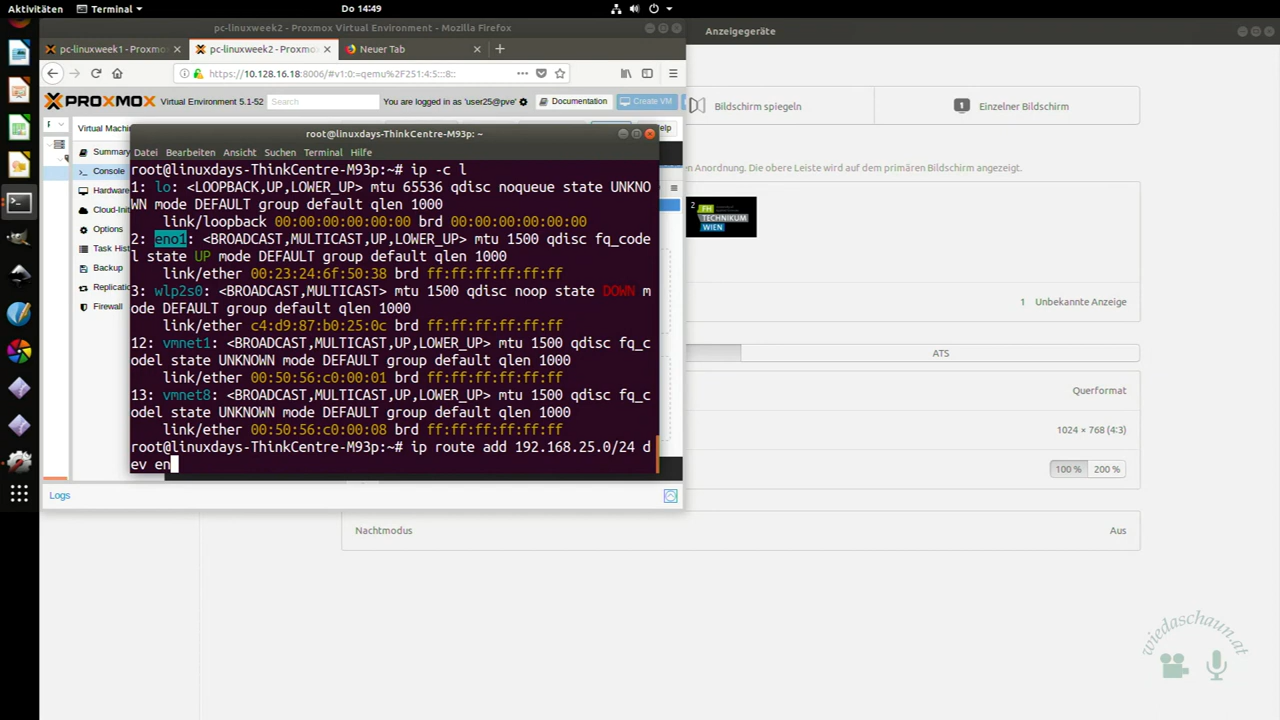 Aktivitäten
Terminal
Do 14:49
pc-linuxweek2 - Proxmox Virtual Environment - Mozilla Firefox
Anzeigegeräte
pc-linuxweek1 - Proxmo
pc-linuxweek2 - Proxmo
Neuer Tab
https://10.128.16.18:8006/#v1:0:=qemu%2F251:4:5:::8::
PROXMOX
Virtual Environment 5.1-52
Search
You are logged in as 'user25@pve'
Documentation
Create VM
Bildschirm spiegeln
1
Einzelner Bildschirm
Virtual Machin
elp
root@linuxdays-ThinkCentre-M93p: ~
Summary
Console
Hardware
Cloud-Init
Options
Task Hist
Backup
Replicatio
Firewall
Datei Bearbeiten Ansicht Suchen Terminal Hilfe
root@linuxdays-ThinkCentre-M93p:~# ip -c l
1: lo: <LOOPBACK,UP,LOWER_UP> mtu 65536 qdisc noqueue state UNKNO
WN mode DEFAULT group default qlen 1000
link/loopback 00:00:00:00:00:00 brd 00:00:00:00:00:00
2: eno1: <BROADCAST,MULTICAST,UP,LOWER_UP> mtu 1500 qdisc fq_code
l state UP mode DEFAULT group default qlen 1000
link/ether 00:23:24:6f:50:38 brd ff:ff:ff:ff:ff:ff
3: wlp2s0: <BROADCAST,MULTICAST> mtu 1500 qdisc noop state DOWN m
ode DEFAULT group default qlen 1000
link/ether c4:d9:87:b0:25:0c brd ff:ff:ff:ff:ff:ff
12: vmnet1: <BROADCAST,MULTICAST,UP,LOWER_UP> mtu 1500 qdisc fq_c
odel state UNKNOWN mode DEFAULT group default qlen 1000
link/ether 00:50:56:c0:00:01 brd ff:ff:ff:ff:ff:ff
13: vmnet8: <BROADCAST,MULTICAST,UP,LOWER_UP> mtu 1500 qdisc fq_c
odel state UNKNOWN mode DEFAULT group default qlen 1000
link/ether 00:50:56:c0:00:08 brd ff:ff:ff:ff:ff:ff
root@linuxdays-ThinkCentre-M93p:~# ip route add 192.168.25.0/24 d
ev en
Logs
Anordnung. Die obere Leiste wird auf dem primären Bildschirm angezeigt.
2
FH
TECHNIKUM
WIEN
1 Unbekannte Anzeige
ATS
Querformat
1024 × 768 (4:3)
100 %
200 %
Nachtmodus
Aus
wiedaschaun.at